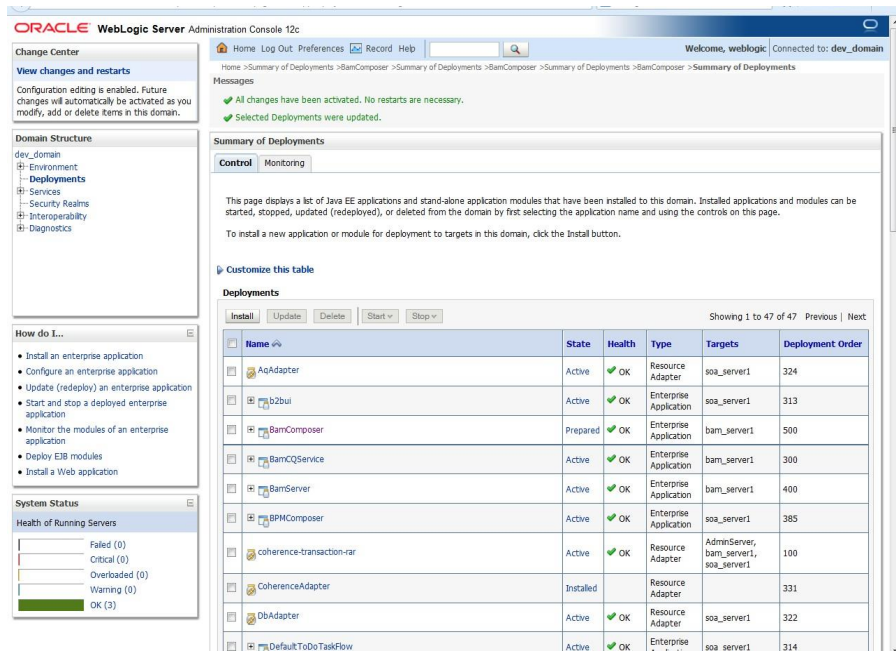 ORACLE WebLogic Server Administration Console 12c
Change Center
View changes and restarts
Configuration editing is enabled. Future
changes will automatically be activated as you
modify, add or delete items in this domain.
Domain Structure
dev_domain
Environment
Deployments
Services
Security Realms
Interoperability
Diagnostics
How do I...
Install an enterprise application
Configure an enterprise application
Update (redeploy) an enterprise application
Start and stop a deployed enterprise
application
Monitor the modules of an enterprise
application
Deploy EJB modules
Install a Web application
System Status
Health of Running Servers
Failed (0)
Critical (0)
Overloaded (0)
Warning (0)
OK (3)
Home Log Out Preferences Record Help
Welcome, weblogic Connected to: dev_domain
Home >Summary of Deployments >BamComposer >Summary of Deployments >BamComposer >Summary of Deployments >BamComposer >Summary of Deployments
Messages
All changes have been activated. No restarts are necessary.
Selected Deployments were updated.
Summary of Deployments
Control Monitoring
This page displays a list of Java EE applications and stand-alone application modules that have been installed to this domain. Installed applications and modules can be
started, stopped, updated (redeployed), or deleted from the domain by first selecting the application name and using the controls on this page.
To install a new application or module for deployment to targets in this domain, click the Install button.
Customize this table
Deployments
Install Update Delete Start Stop Showing 1 to 47 of 47 Previous | Next
Name State Health Type Targets Deployment Order
AqAdapter Active OK Resource Adapter soa_server1 324
b2bui Active OK Enterprise Application soa_server1 313
BamComposer Prepared OK Enterprise Application bam_server1 500
BamCQService Active OK Enterprise Application bam_server1 300
BamServer Active OK Enterprise Application bam_server1 400
BPMComposer Active OK Enterprise Application soa_server1 385
coherence-transaction-rar Active OK Resource Adapter AdminServer, bam_server1, soa_server1 100
CoherenceAdapter Installed Resource Adapter 331
DbAdapter Active OK Resource Adapter soa_server1 322
DefaultToDoTaskFlow Active OK Enterprise soa_server1 314